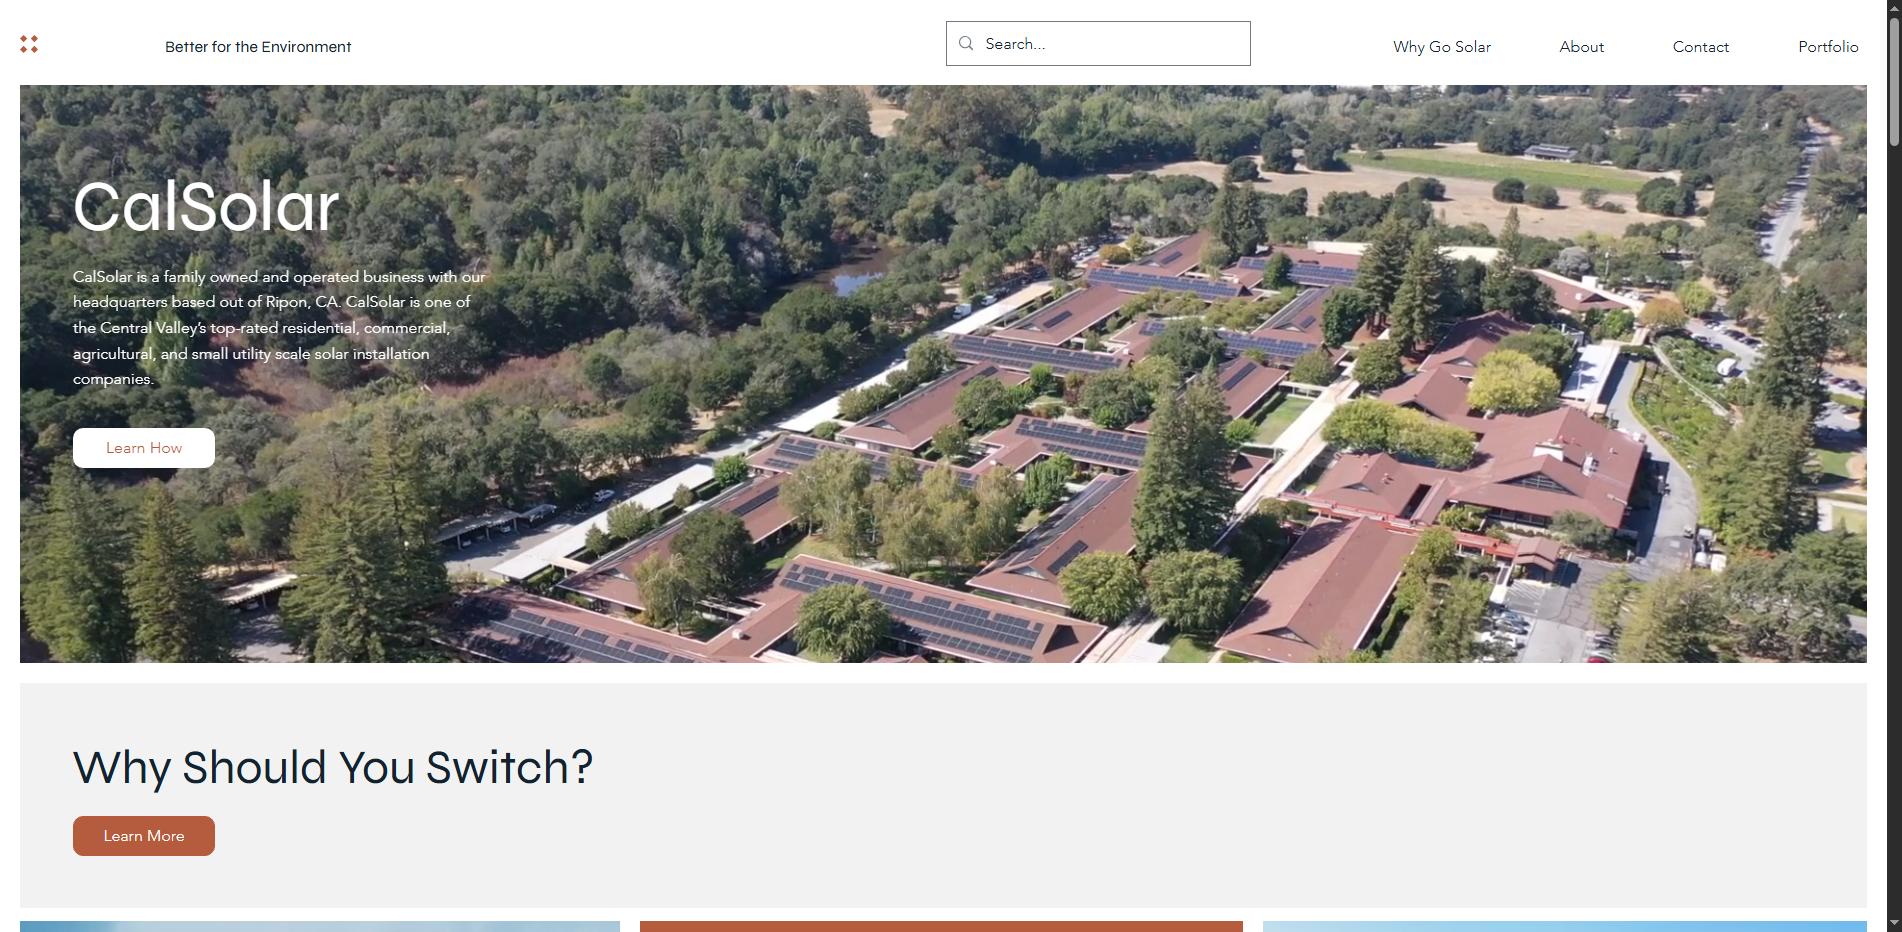 Better for the Environment
Search...
Why Go Solar
About
Contact
Portfolio
CalSolar
CalSolar is a family owned and operated business with our
headquarters based out of Ripon, CA. CalSolar is one of
the Central Valley's top-rated residential, commercial,
agricultural, and small utility scale solar installation
companies.
Learn How
Why Should You Switch?
Learn More